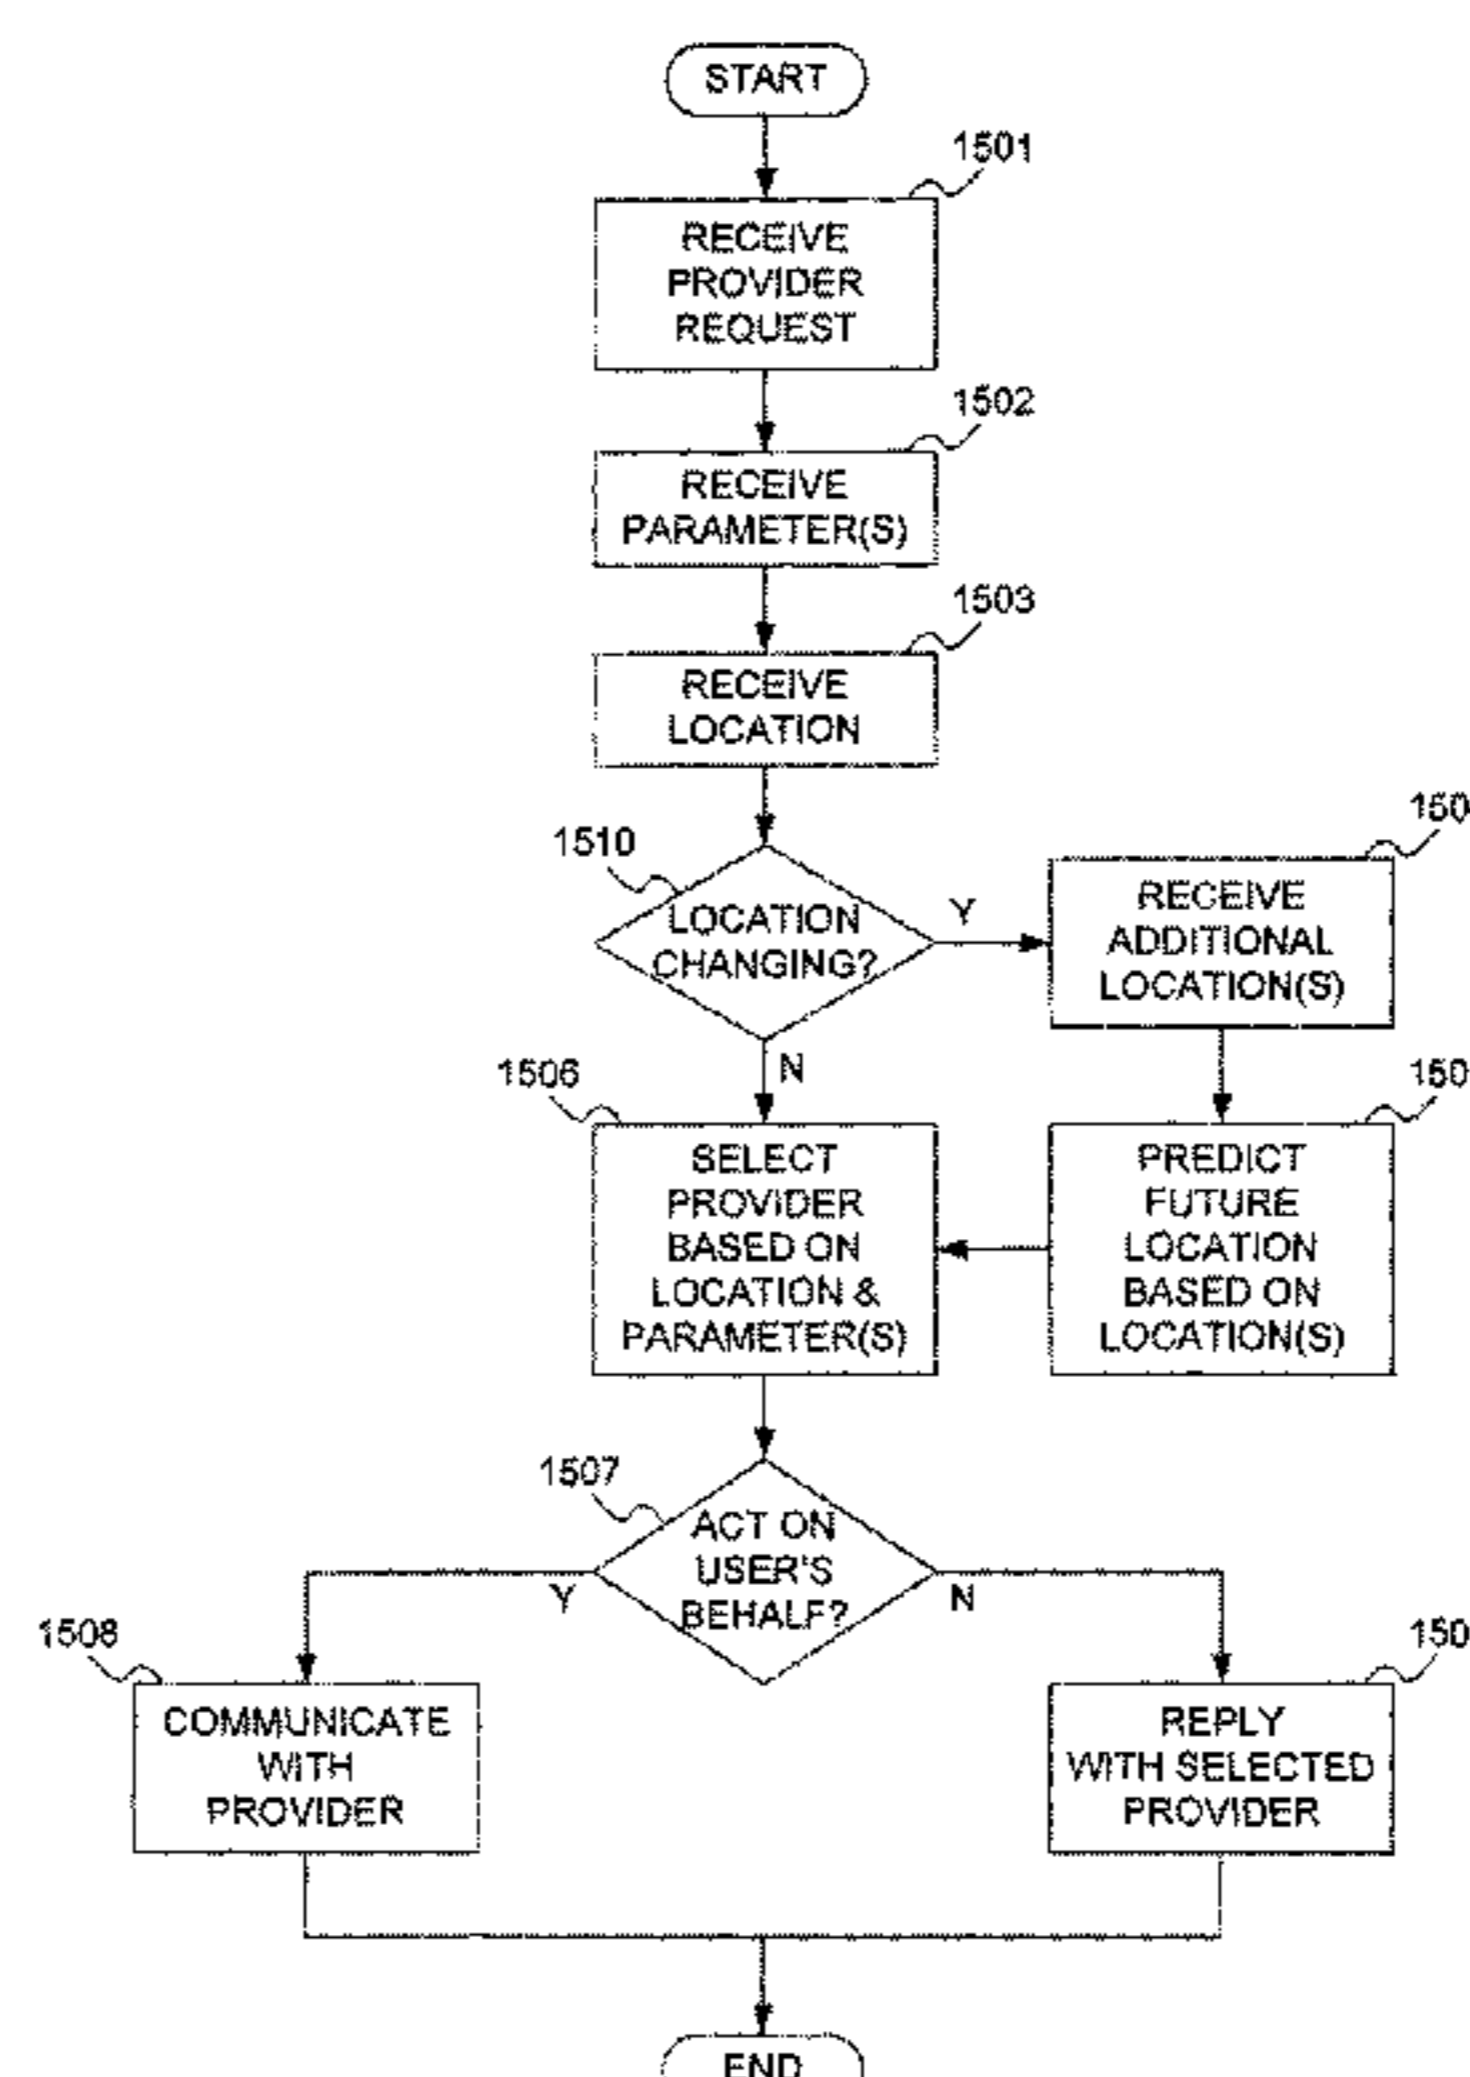 START
1501
RECEIVE
PROVIDER
REQUEST
1502
RECEIVE
PARAMETER(S)
1503
RECEIVE
LOCATION
1510
LOCATION
CHANGING?
Y
N
150
RECEIVE
ADDITIONAL
LOCATION(S)
1506
SELECT
PROVIDER
BASED ON
LOCATION &
PARAMETER(S)
150
PREDICT
FUTURE
LOCATION
BASED ON
LOCATION(S)
1507
ACT ON
USER'S
BEHALF?
Y
N
1508
COMMUNICATE
WITH
PROVIDER
150
REPLY
WITH SELECTED
PROVIDER
END